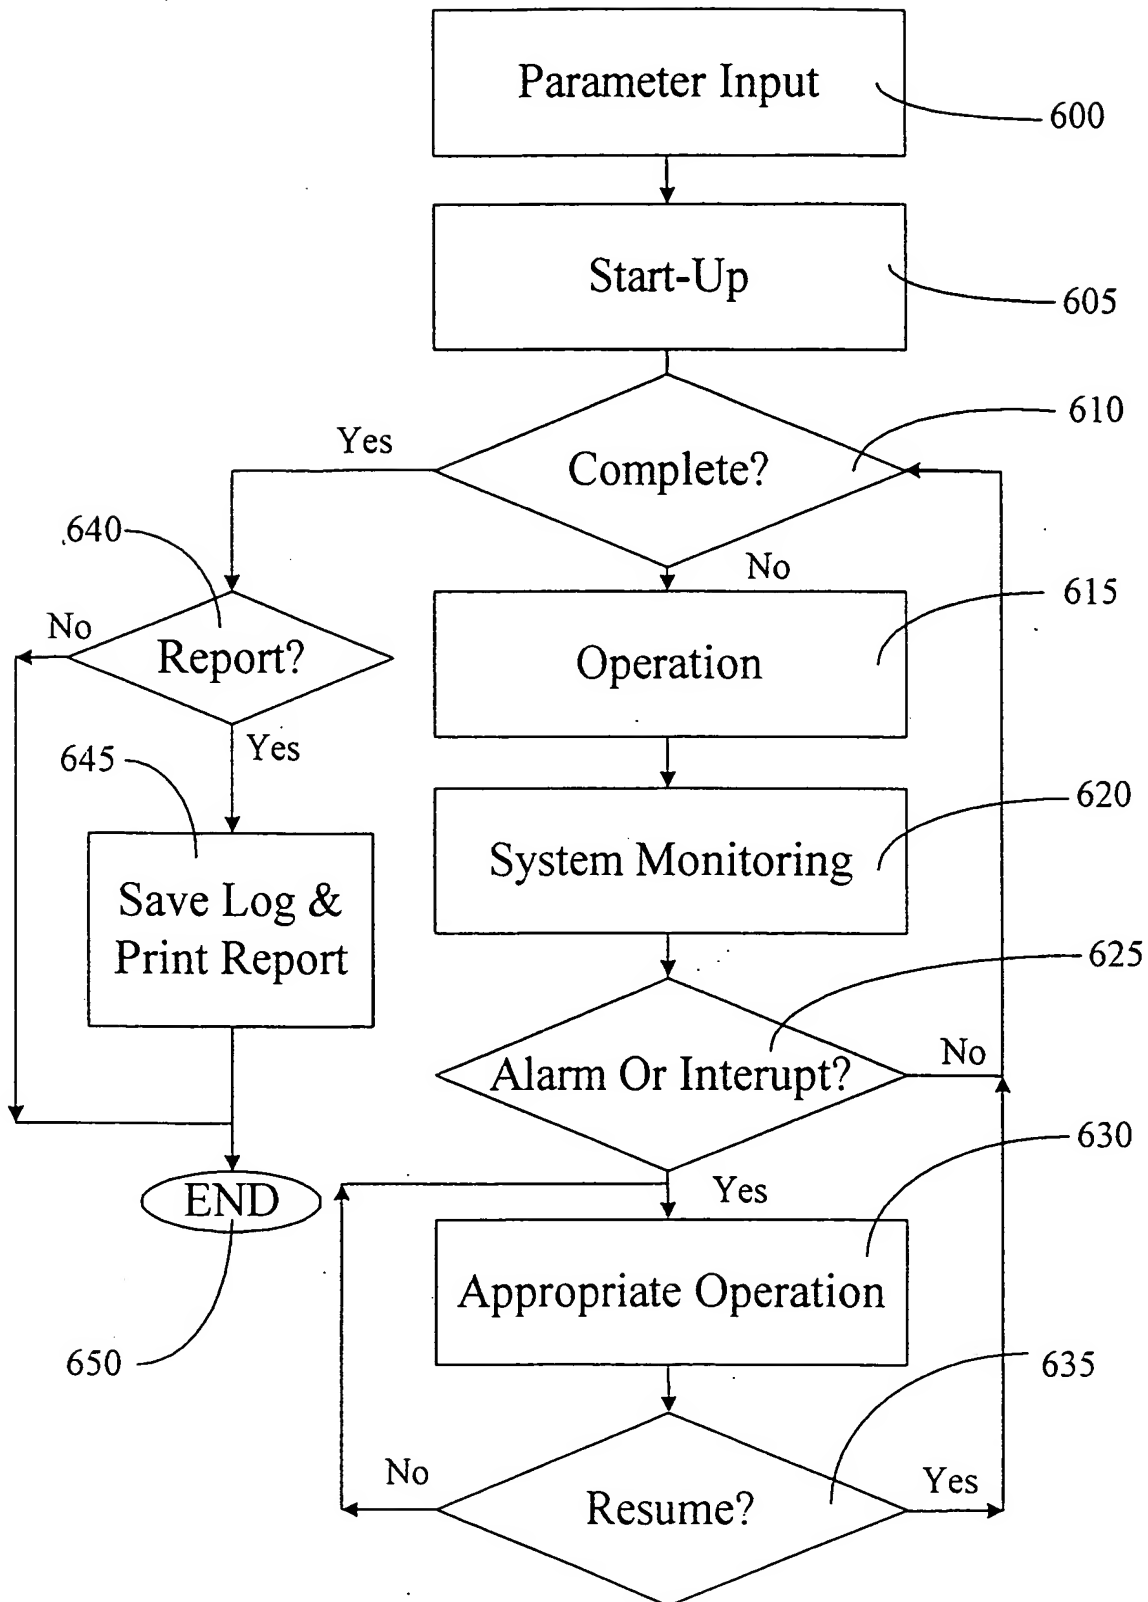 Parameter Input
600
Start-Up
605
610
Yes
Complete?
640
No
615
No
Report?
Operation
Yes
645
620
System Monitoring
Save Log &
Print Report
625
No
Alarm Or Interupt?
630
END
Yes
Appropriate Operation
650
635
No
Yes
Resume?